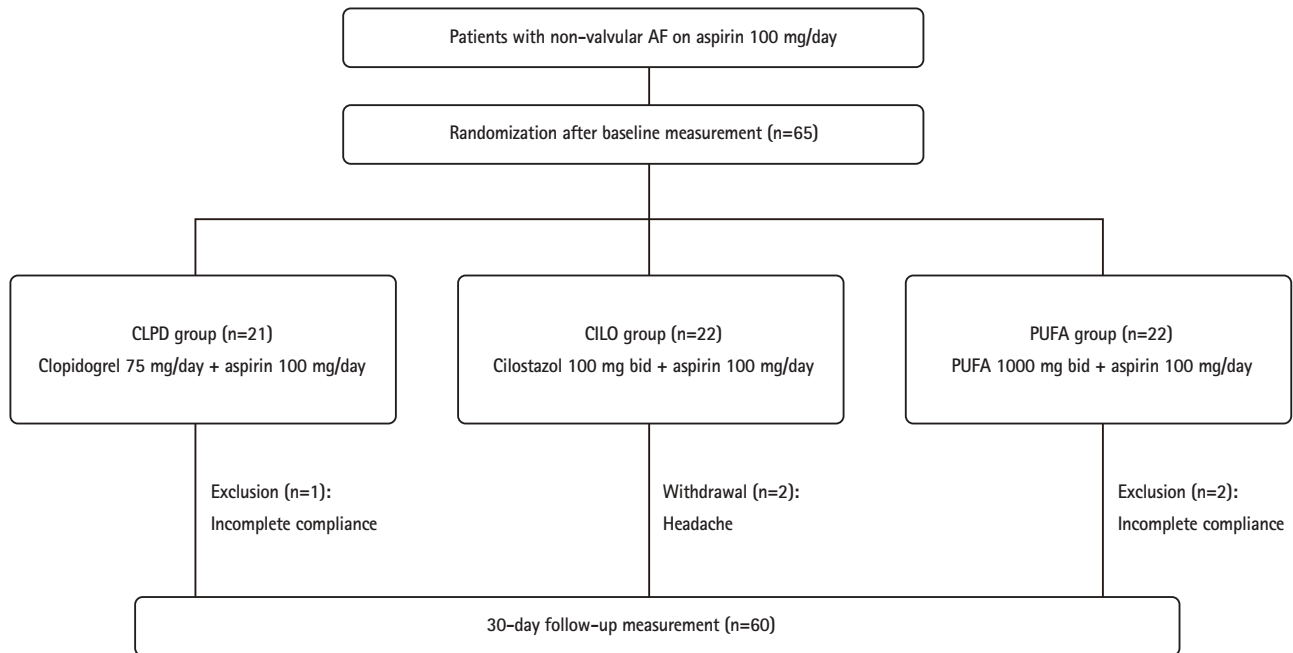 Patients with non-valvular AF on aspirin 100 mg/day
Randomization after baseline measurement (n=65)
CLPD group (n=21)
Clopidogrel 75 mg/day + aspirin 100 mg/day
CILO group (n=22)
Cilostazol 100 mg bid + aspirin 100 mg/day
PUFA group (n=22)
PUFA 1000 mg bid + aspirin 100 mg/day
Exclusion (n=1):
Incomplete compliance
Withdrawal (n=2):
Headache
Exclusion (n=2):
Incomplete compliance
30-day follow-up measurement (n=60)